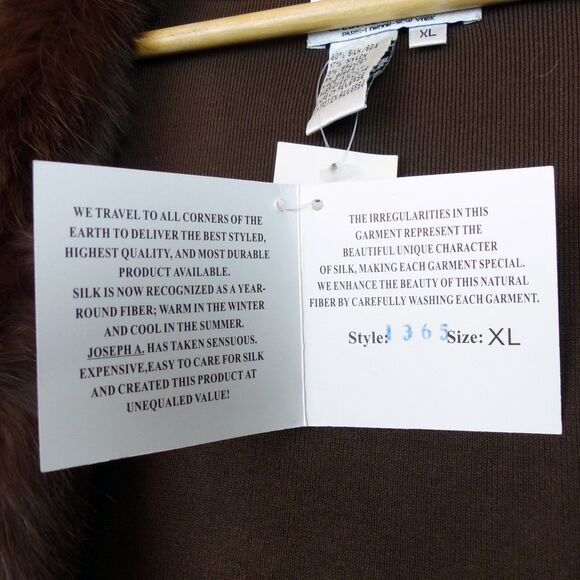 XL
WE TRAVEL TO ALL CORNERS OF THE
EARTH TO DELIVER THE BEST STYLED,
HIGHEST QUALITY, AND MOST DURABLE
PRODUCT AVAILABLE.
SILK IS NOW RECOGNIZED AS A YEAR-
ROUND FIBER; WARM IN THE WINTER
AND COOL IN THE SUMMER.
JOSEPH A. HAS TAKEN SENSUOUS.
EXPENSIVE,EASY TO CARE FOR SILK
AND CREATED THIS PRODUCT AT
UNEQUALED VALUE!
THE IRREGULARITIES IN THIS
GARMENT REPRESENT THE
BEAUTIFUL UNIQUE CHARACTER
OF SILK, MAKING EACH GARMENT SPECIAL.
WE ENHANCE THE BEAUTY OF THIS NATURAL
FIBER BY CAREFULLY WASHING EACH GARMENT.
Style: 1365 Size: XL